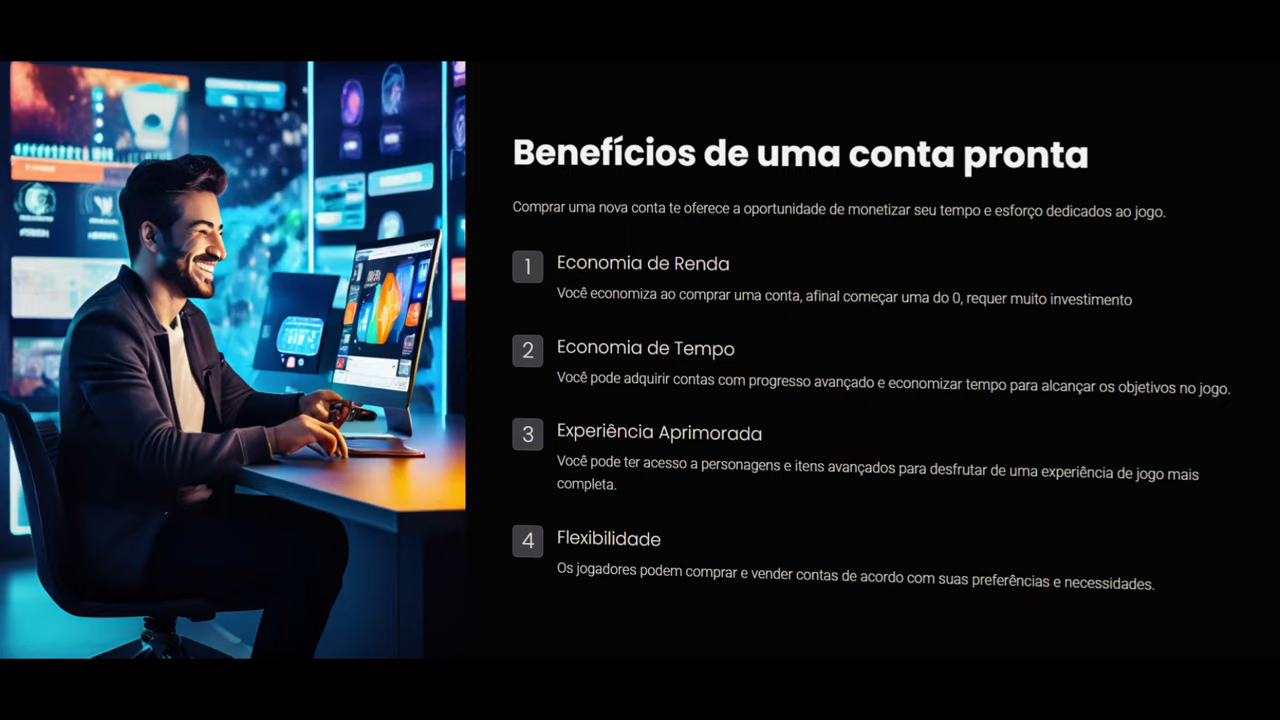 Benefícios de uma conta pronta
Comprar uma nova conta te oferece a oportunidade de monetizar seu tempo e esforço dedicados ao jogo.
1 Economia de Renda
Você economiza ao comprar uma conta, afinal começar uma do 0, requer muito investimento
2 Economia de Tempo
Você pode adquirir contas com progresso avançado e economizar tempo para alcançar os objetivos no jogo.
3 Experiência Aprimorada
Você pode ter acesso a personagens e itens avançados para desfrutar de uma experiência de jogo mais
completa.
4 Flexibilidade
Os jogadores podem comprar e vender contas de acordo com suas preferências e necessidades.